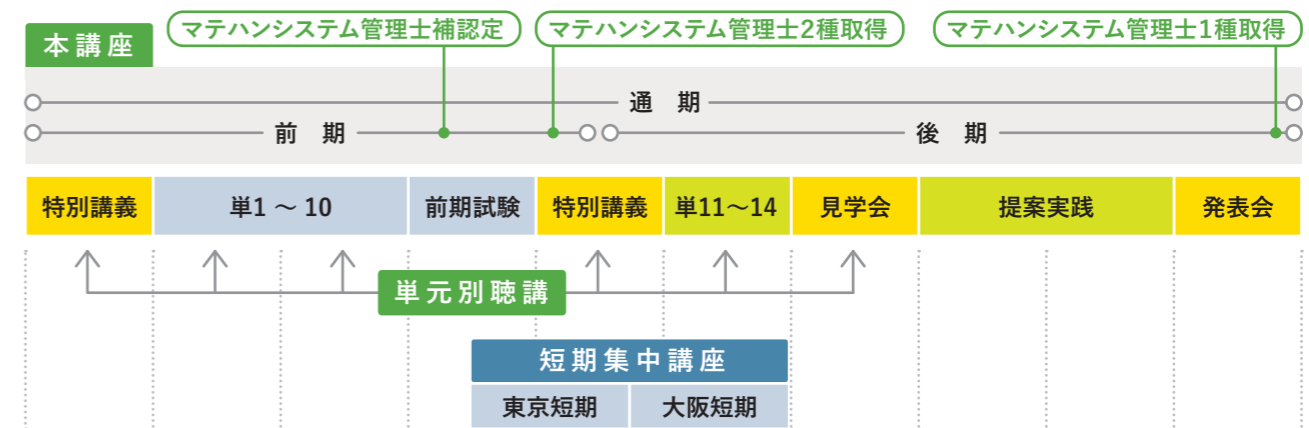 本講座
マテハンシステム管理士補認定
マテハンシステム管理士2種取得
マテハンシステム管理士1種取得
通 期
前 期
後 期
特別講義
単1 ～ 10
前期試験
特別講義
単11～14
見学会
提案実践
発表会
単元別聴講
短期集中講座
東京短期
大阪短期